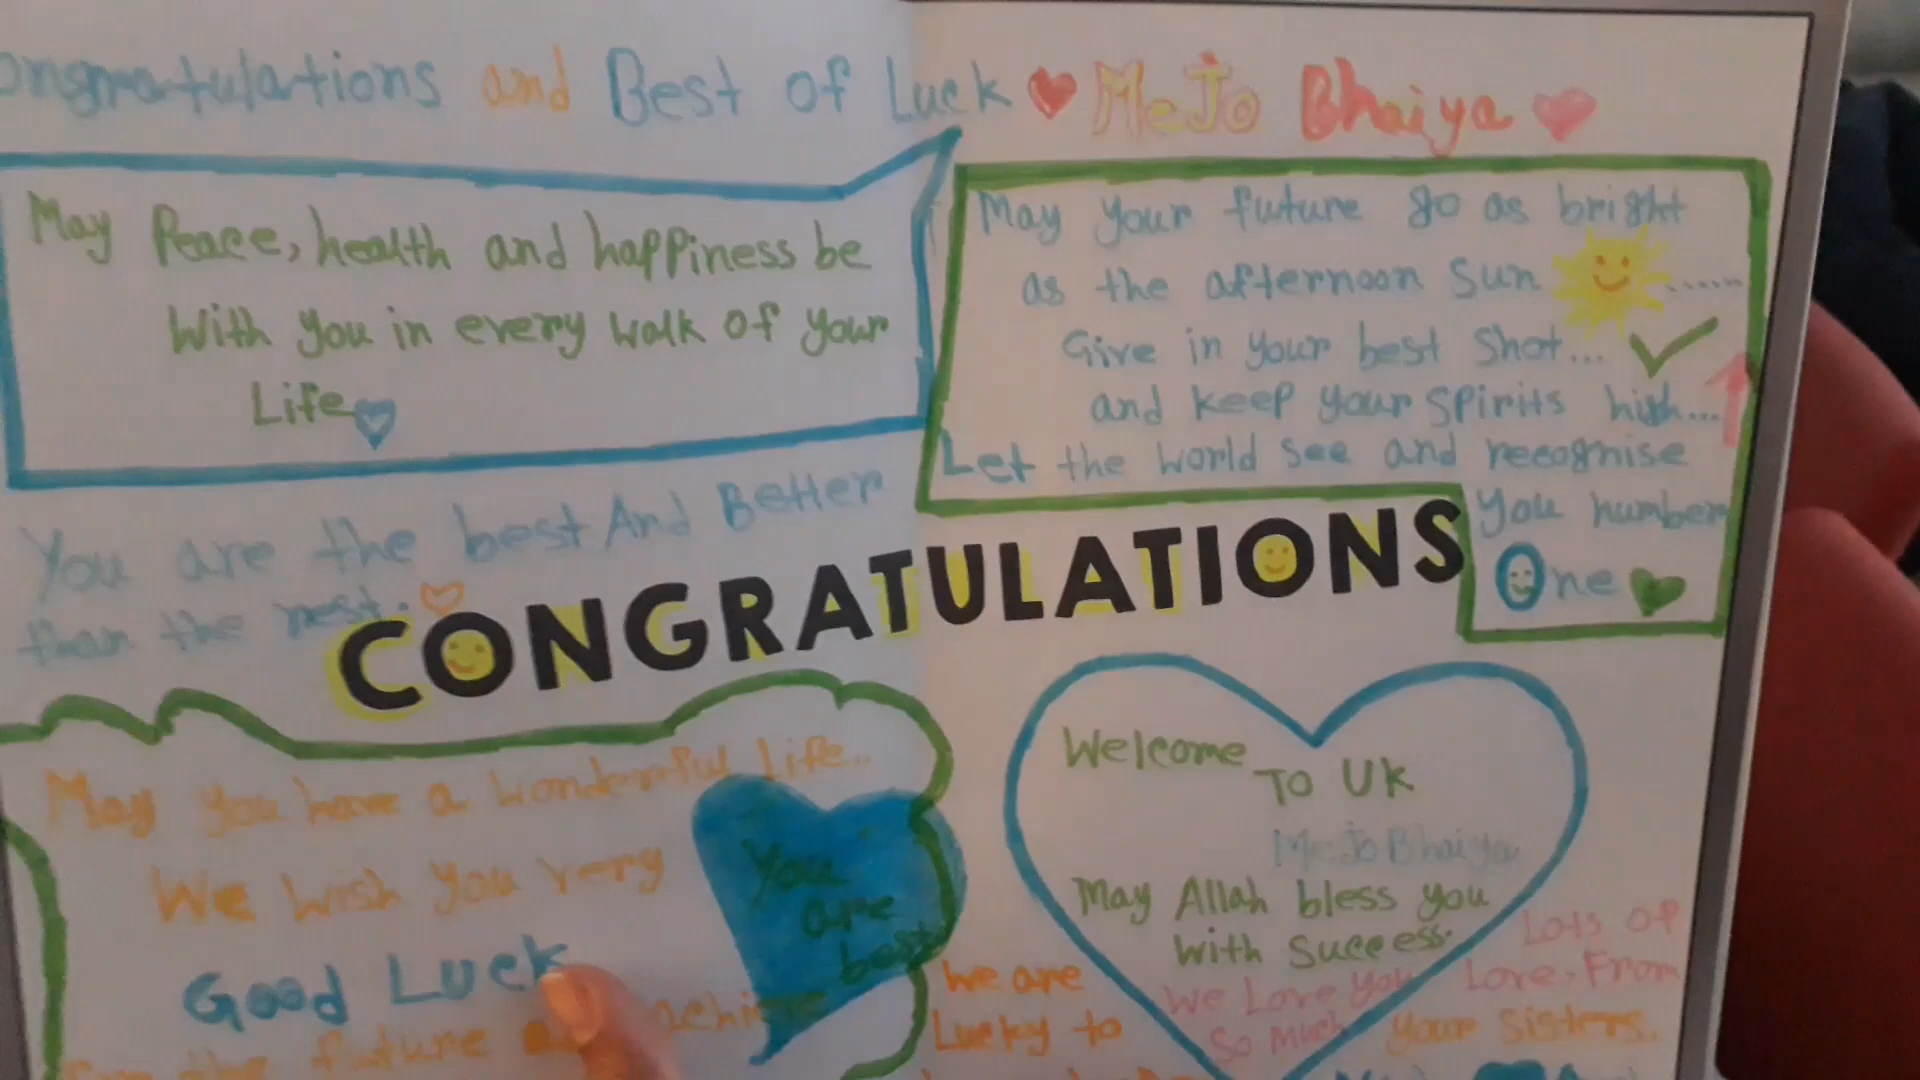 ongratulations and Best of Luck MeJo Bhaiya
May Peace, health and happiness be
With you in every walk of your
Life
May your future go as bright
as the afternoon Sun ......
Give in your best Shot...
and keep your spirits high...
Let the world see and recognise
you number
One
You are the best And Better
than the rest.
CONGRATULATIONS
May you have a wonderful Life..
We wish you very
Good Luck
the future
You
are
best
Welcome
To UK
MeJo Bhaiya
May Allah bless you
With Success.
We Love you
So Much
Lots of
Love, From
your Sisters.
We are
Lucky to